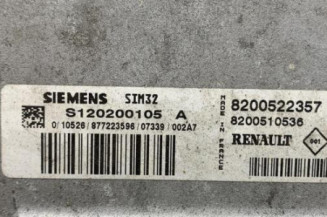 SIEMENS SIM32
S120200105 A
0/10526/877223596/07339/002A7
MADE IN FRANCE
8200522357
8200510536
RENAULT